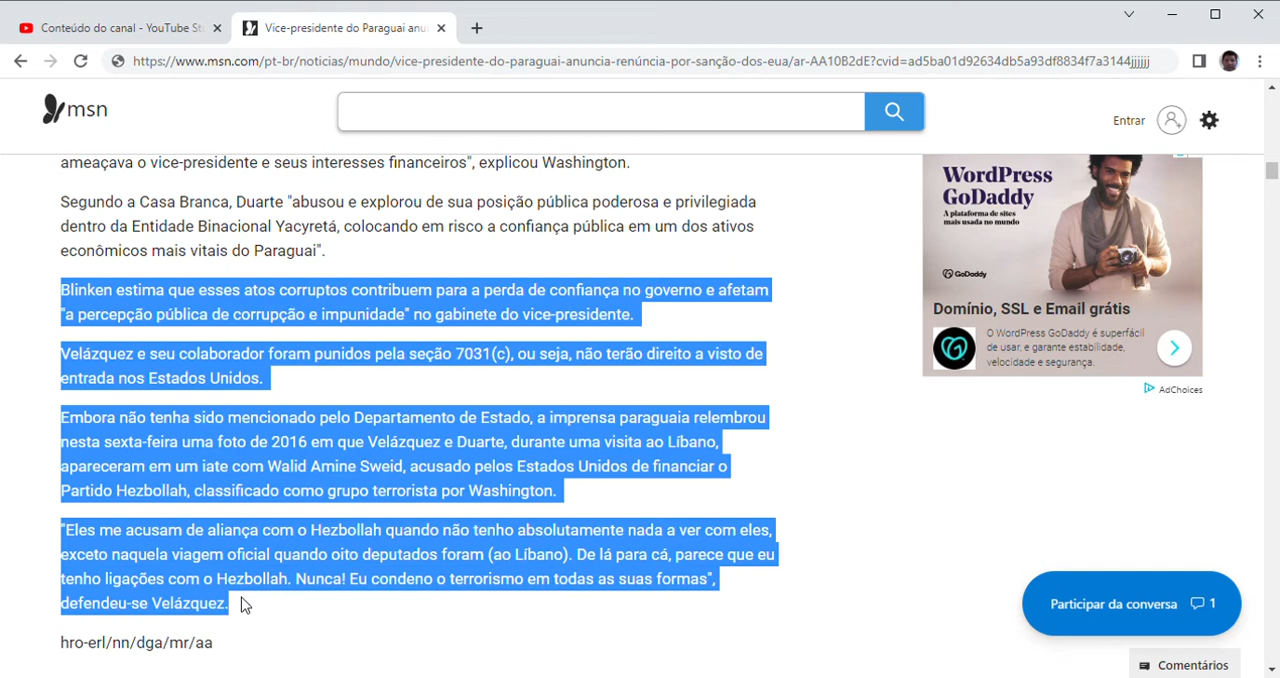 Conteúdo do canal - YouTube St
Vice-presidente do Paraguai anu
https://www.msn.com/pt-br/noticias/mundo/vice-presidente-do-paraguai-anuncia-renúncia-por-sanção-dos-eua/ar-AA10B2dE?cvid=ad5ba01d92634db5a93df8834f7a3144jjjjjj
msn
Entrar
ameaçava o vice-presidente e seus interesses financeiros", explicou Washington.
Segundo a Casa Branca, Duarte "abusou e explorou de sua posição pública poderosa e privilegiada
dentro da Entidade Binacional Yacyretá, colocando em risco a confiança pública em um dos ativos
econômicos mais vitais do Paraguai".
Blinken estima que esses atos corruptos contribuem para a perda de confiança no governo e afetam
"a percepção pública de corrupção e impunidade" no gabinete do vice-presidente.
Velázquez e seu colaborador foram punidos pela seção 7031(c), ou seja, não terão direito a visto de
entrada nos Estados Unidos.
Embora não tenha sido mencionado pelo Departamento de Estado, a imprensa paraguaia relembrou
nesta sexta-feira uma foto de 2016 em que Velázquez e Duarte, durante uma visita ao Líbano,
apareceram em um iate com Walid Amine Sweid, acusado pelos Estados Unidos de financiar o
Partido Hezbollah, classificado como grupo terrorista por Washington.
"Eles me acusam de aliança com o Hezbollah quando não tenho absolutamente nada a ver com eles,
exceto naquela viagem oficial quando oito deputados foram (ao Líbano). De lá para cá, parece que eu
tenho ligações com o Hezbollah. Nunca! Eu condeno o terrorismo em todas as suas formas",
defendeu-se Velázquez.
hro-erl/nn/dga/mr/aa
WordPress
GoDaddy
A plataforma de sites
mais usada no mundo
GoDaddy
Domínio, SSL e Email grátis
O WordPress GoDaddy é superfácil
de usar, e garante estabilidade,
velocidade e segurança.
AdChoices
Participar da conversa 1
Comentários